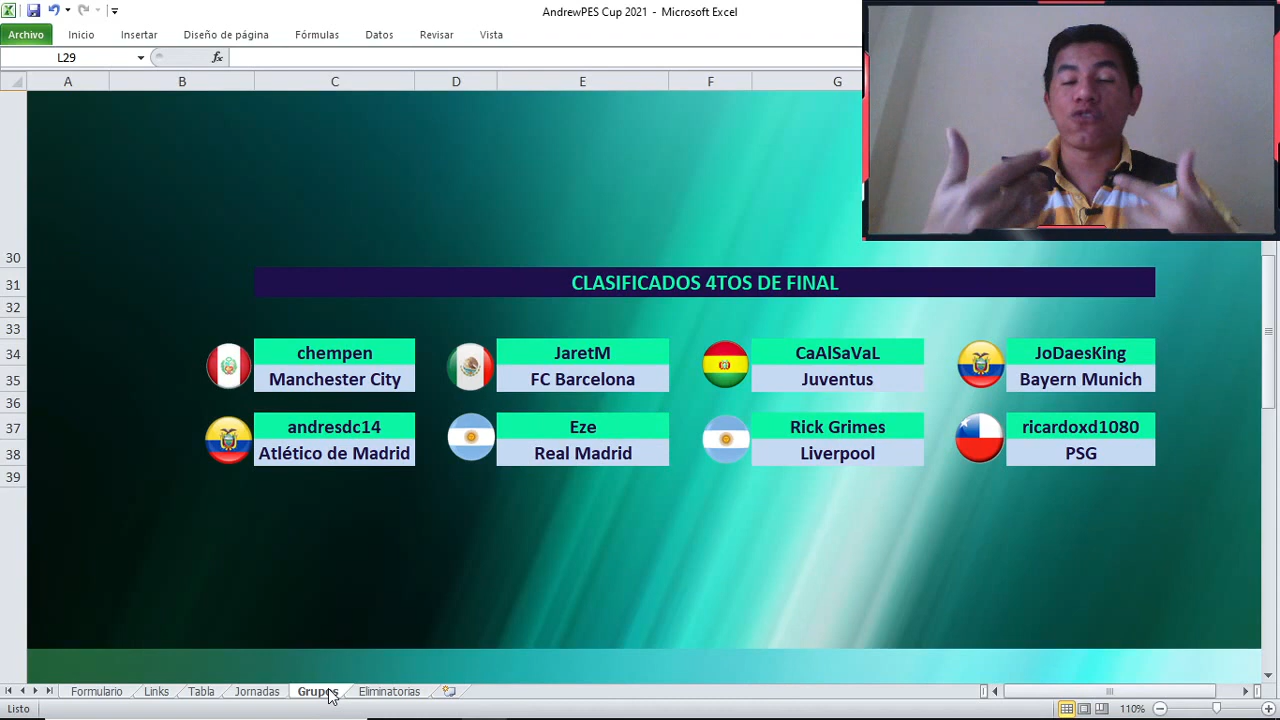 AndrewPES Cup 2021 - Microsoft Excel
Archivo Inicio Insertar Diseño de página Fórmulas Datos Revisar Vista
L29 fx
A B C D E F G
30
31 CLASIFICADOS 4TOS DE FINAL
32
33
34 chempen JaretM CaAlSaVaL JoDaesKing
35 Manchester City FC Barcelona Juventus Bayern Munich
36
37 andresdc14 Eze Rick Grimes ricardoxd1080
38 Atlético de Madrid Real Madrid Liverpool PSG
39
Formulario Links Tabla Jornadas Grupos Eliminatorias
Listo 110%